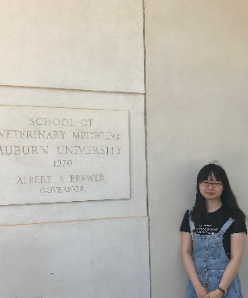 SCHOOL OF
VETERINARY MEDICINE
AUBURN UNIVERSITY
1970
ALBERT P. BREWER
GOVERNOR